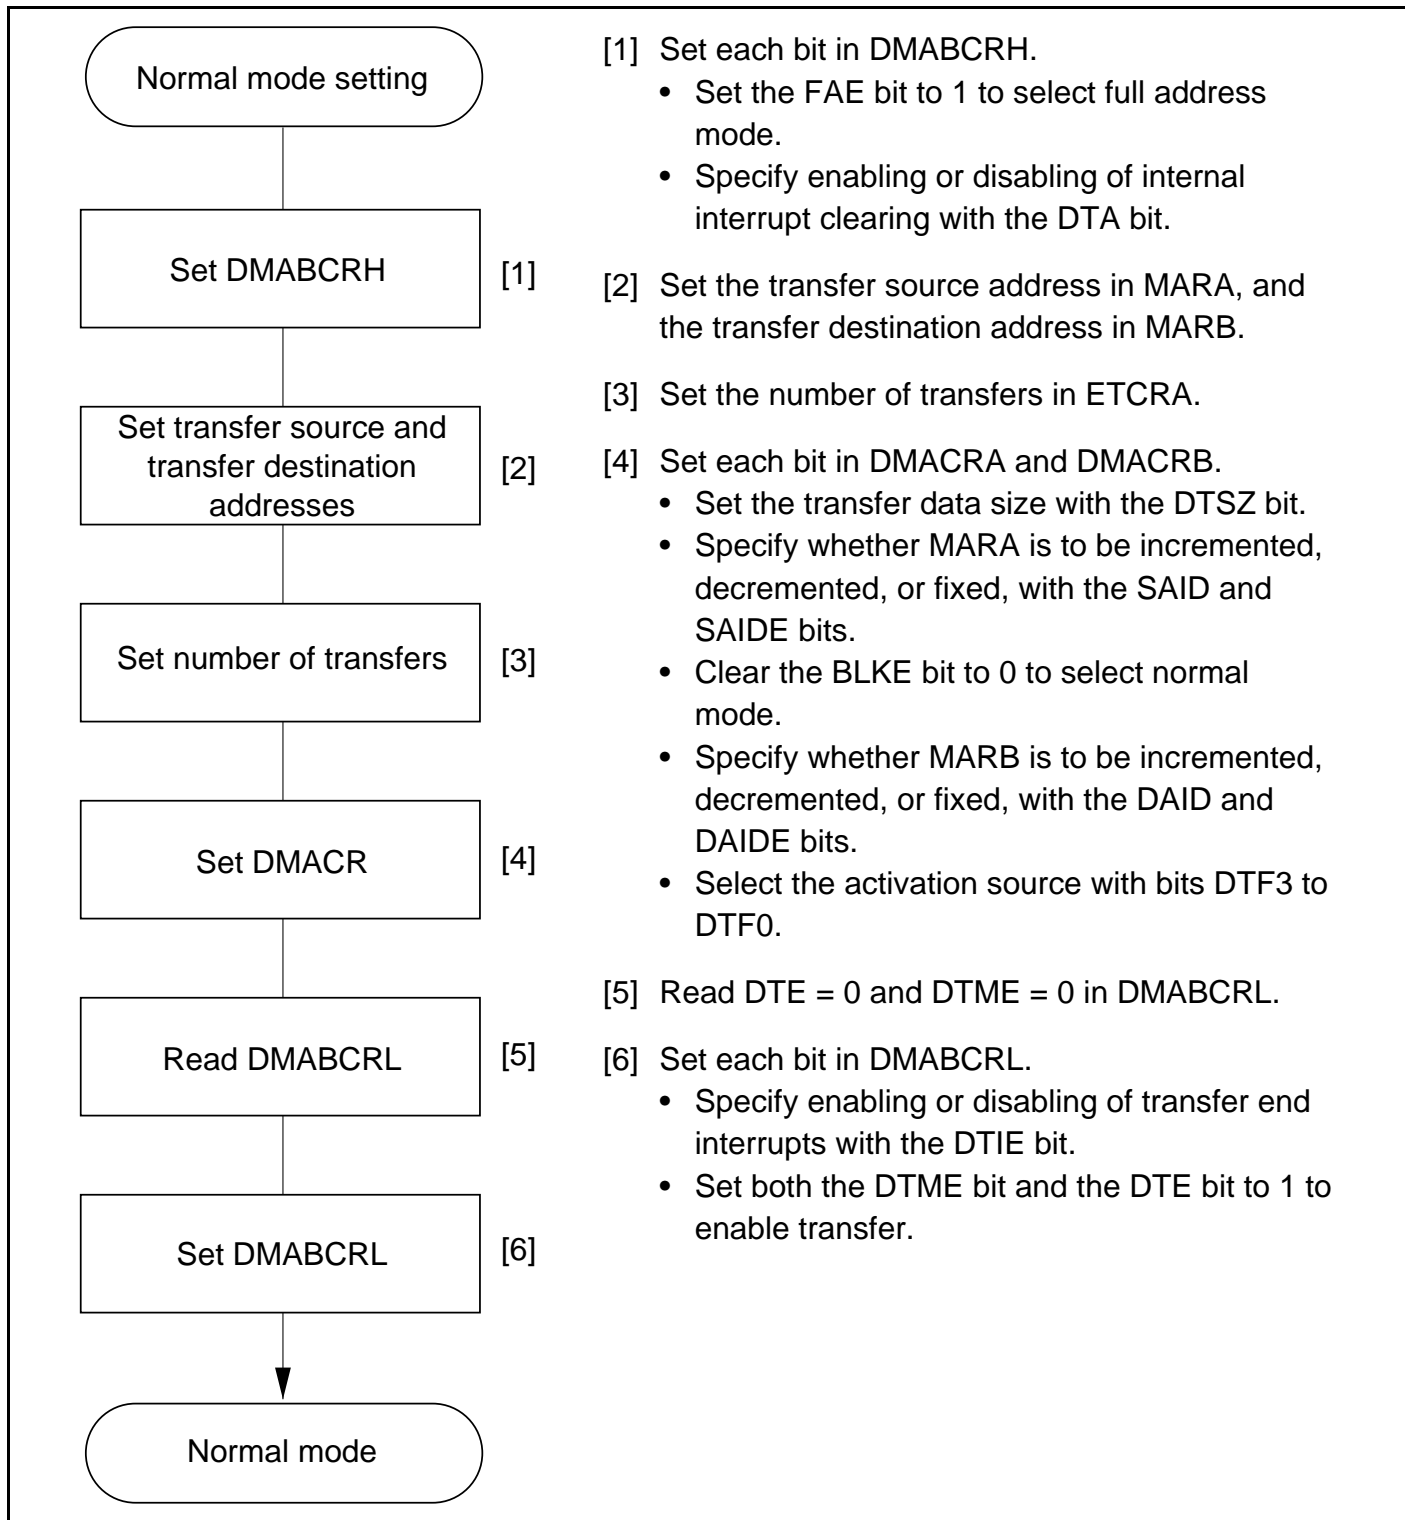 Normal mode setting
Set DMABCRH [1]
Set transfer source and
transfer destination
addresses
[2]
Set number of transfers [3]
Set DMACR [4]
Read DMABCRL [5]
Set DMABCRL [6]
Normal mode
[1] Set each bit in DMABCRH.
• Set the FAE bit to 1 to select full address
mode.
• Specify enabling or disabling of internal
interrupt clearing with the DTA bit.
[2] Set the transfer source address in MARA, and
the transfer destination address in MARB.
[3] Set the number of transfers in ETCRA.
[4] Set each bit in DMACRA and DMACRB.
• Set the transfer data size with the DTSZ bit.
• Specify whether MARA is to be incremented,
decremented, or fixed, with the SAID and
SAIDE bits.
• Clear the BLKE bit to 0 to select normal
mode.
• Specify whether MARB is to be incremented,
decremented, or fixed, with the DAID and
DAIDE bits.
• Select the activation source with bits DTF3 to
DTF0.
[5] Read DTE = 0 and DTME = 0 in DMABCRL.
[6] Set each bit in DMABCRL.
• Specify enabling or disabling of transfer end
interrupts with the DTIE bit.
• Set both the DTME bit and the DTE bit to 1 to
enable transfer.